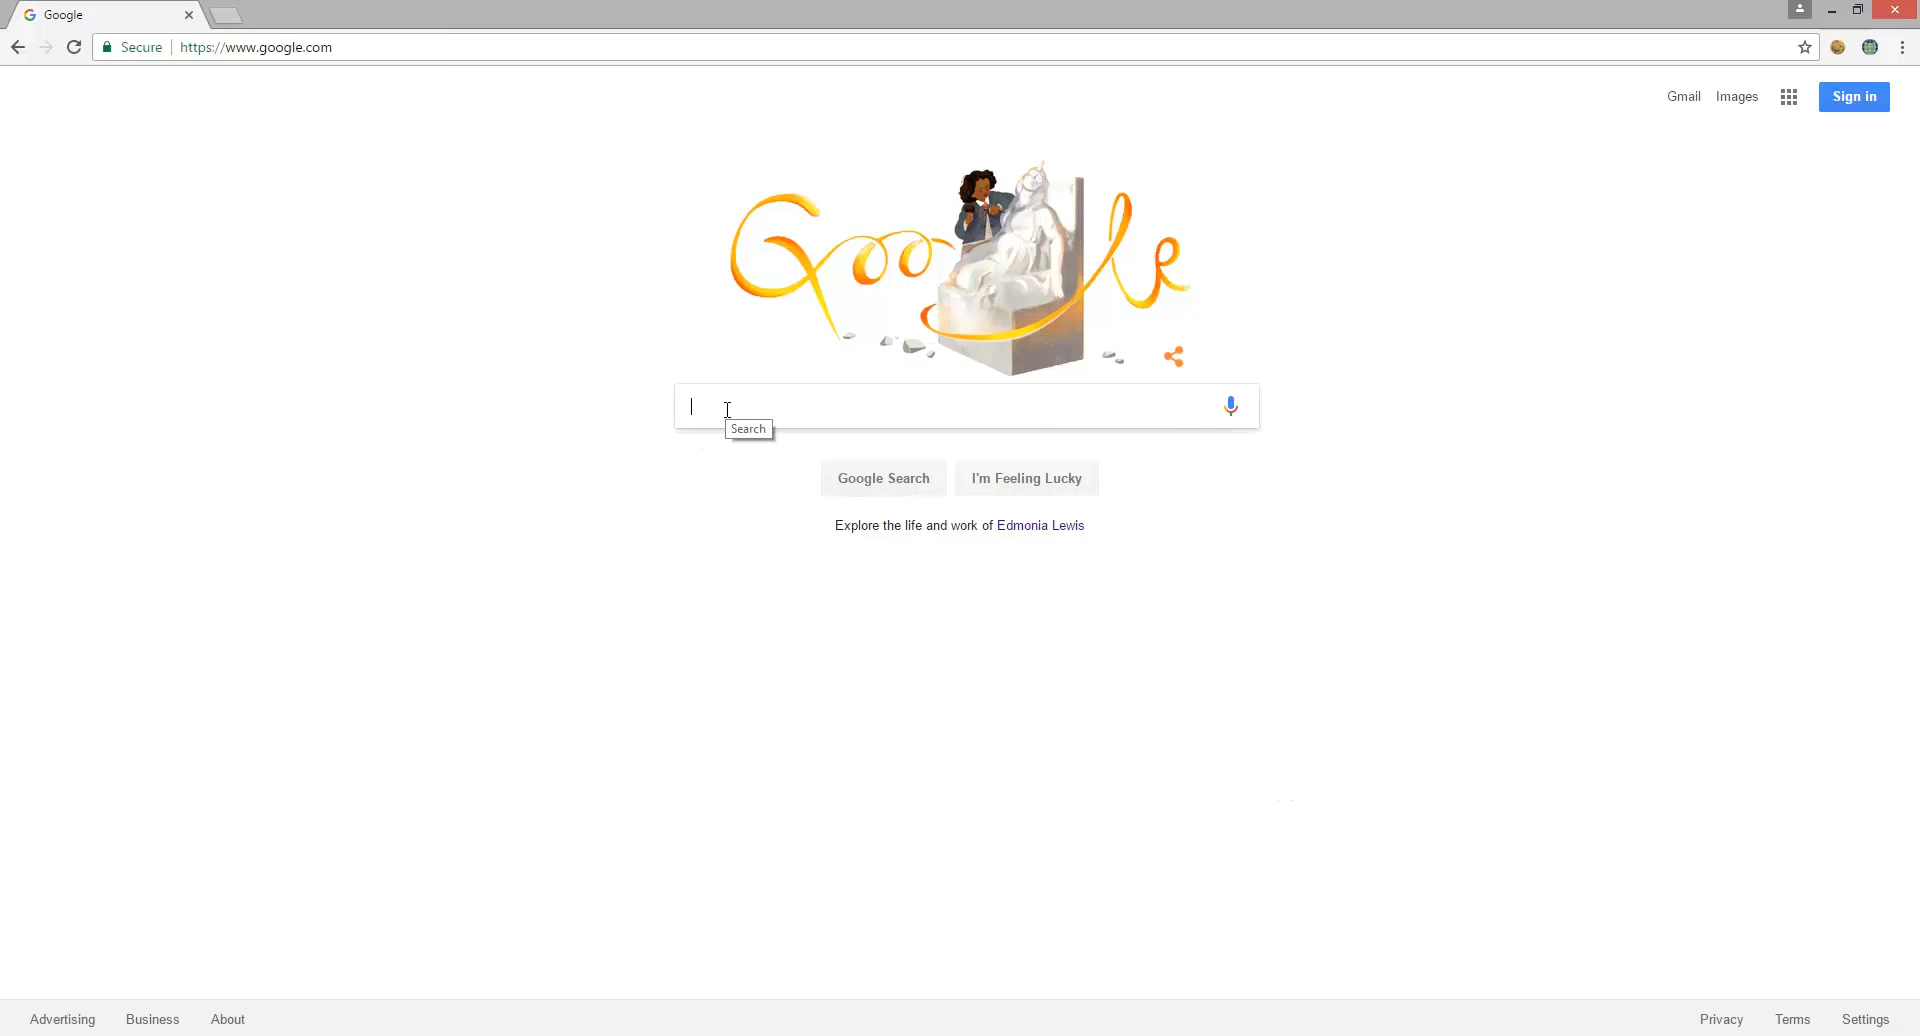 Google
Secure https://www.google.com
Gmail Images Sign in
Google
Search
Google Search I'm Feeling Lucky
Explore the life and work of Edmonia Lewis
Advertising Business About Privacy Terms Settings